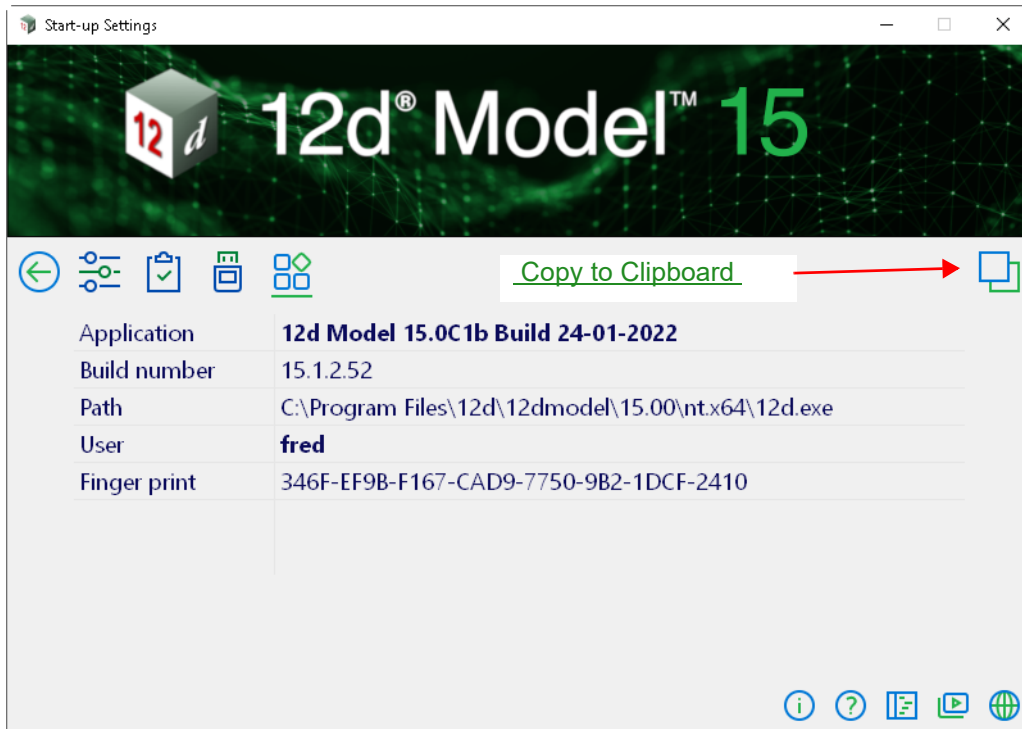 Start-up Settings
12 d 12d® Model™ 15
Copy to Clipboard
Application 12d Model 15.0C1b Build 24-01-2022
Build number 15.1.2.52
Path C:\Program Files\12d\12dmodel\15.00\nt.x64\12d.exe
User fred
Finger print 346F-EF9B-F167-CAD9-7750-9B2-1DCF-2410